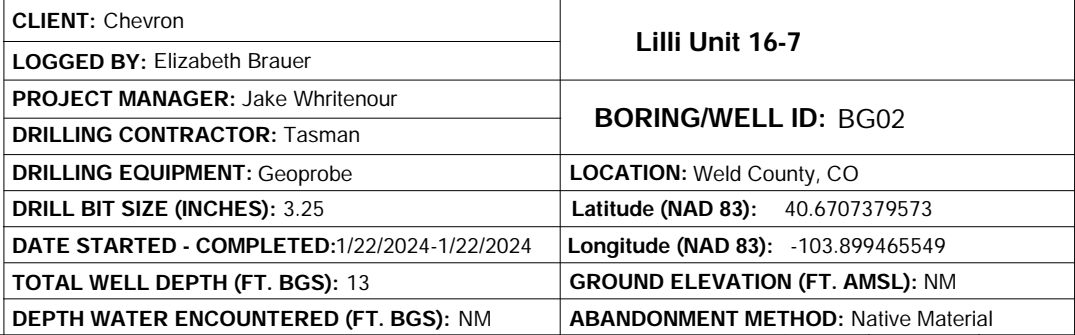 CLIENT: Chevron
Lilli Unit 16-7
LOGGED BY: Elizabeth Brauer
PROJECT MANAGER: Jake Whritenour
BORING/WELL ID: BG02
DRILLING CONTRACTOR: Tasman
DRILLING EQUIPMENT: Geoprobe
LOCATION: Weld County, CO
DRILL BIT SIZE (INCHES): 3.25
Latitude (NAD 83): 40.6707379573
DATE STARTED - COMPLETED:1/22/2024-1/22/2024
Longitude (NAD 83): -103.899465549
TOTAL WELL DEPTH (FT. BGS): 13
GROUND ELEVATION (FT. AMSL): NM
DEPTH WATER ENCOUNTERED (FT. BGS): NM
ABANDONMENT METHOD: Native Material